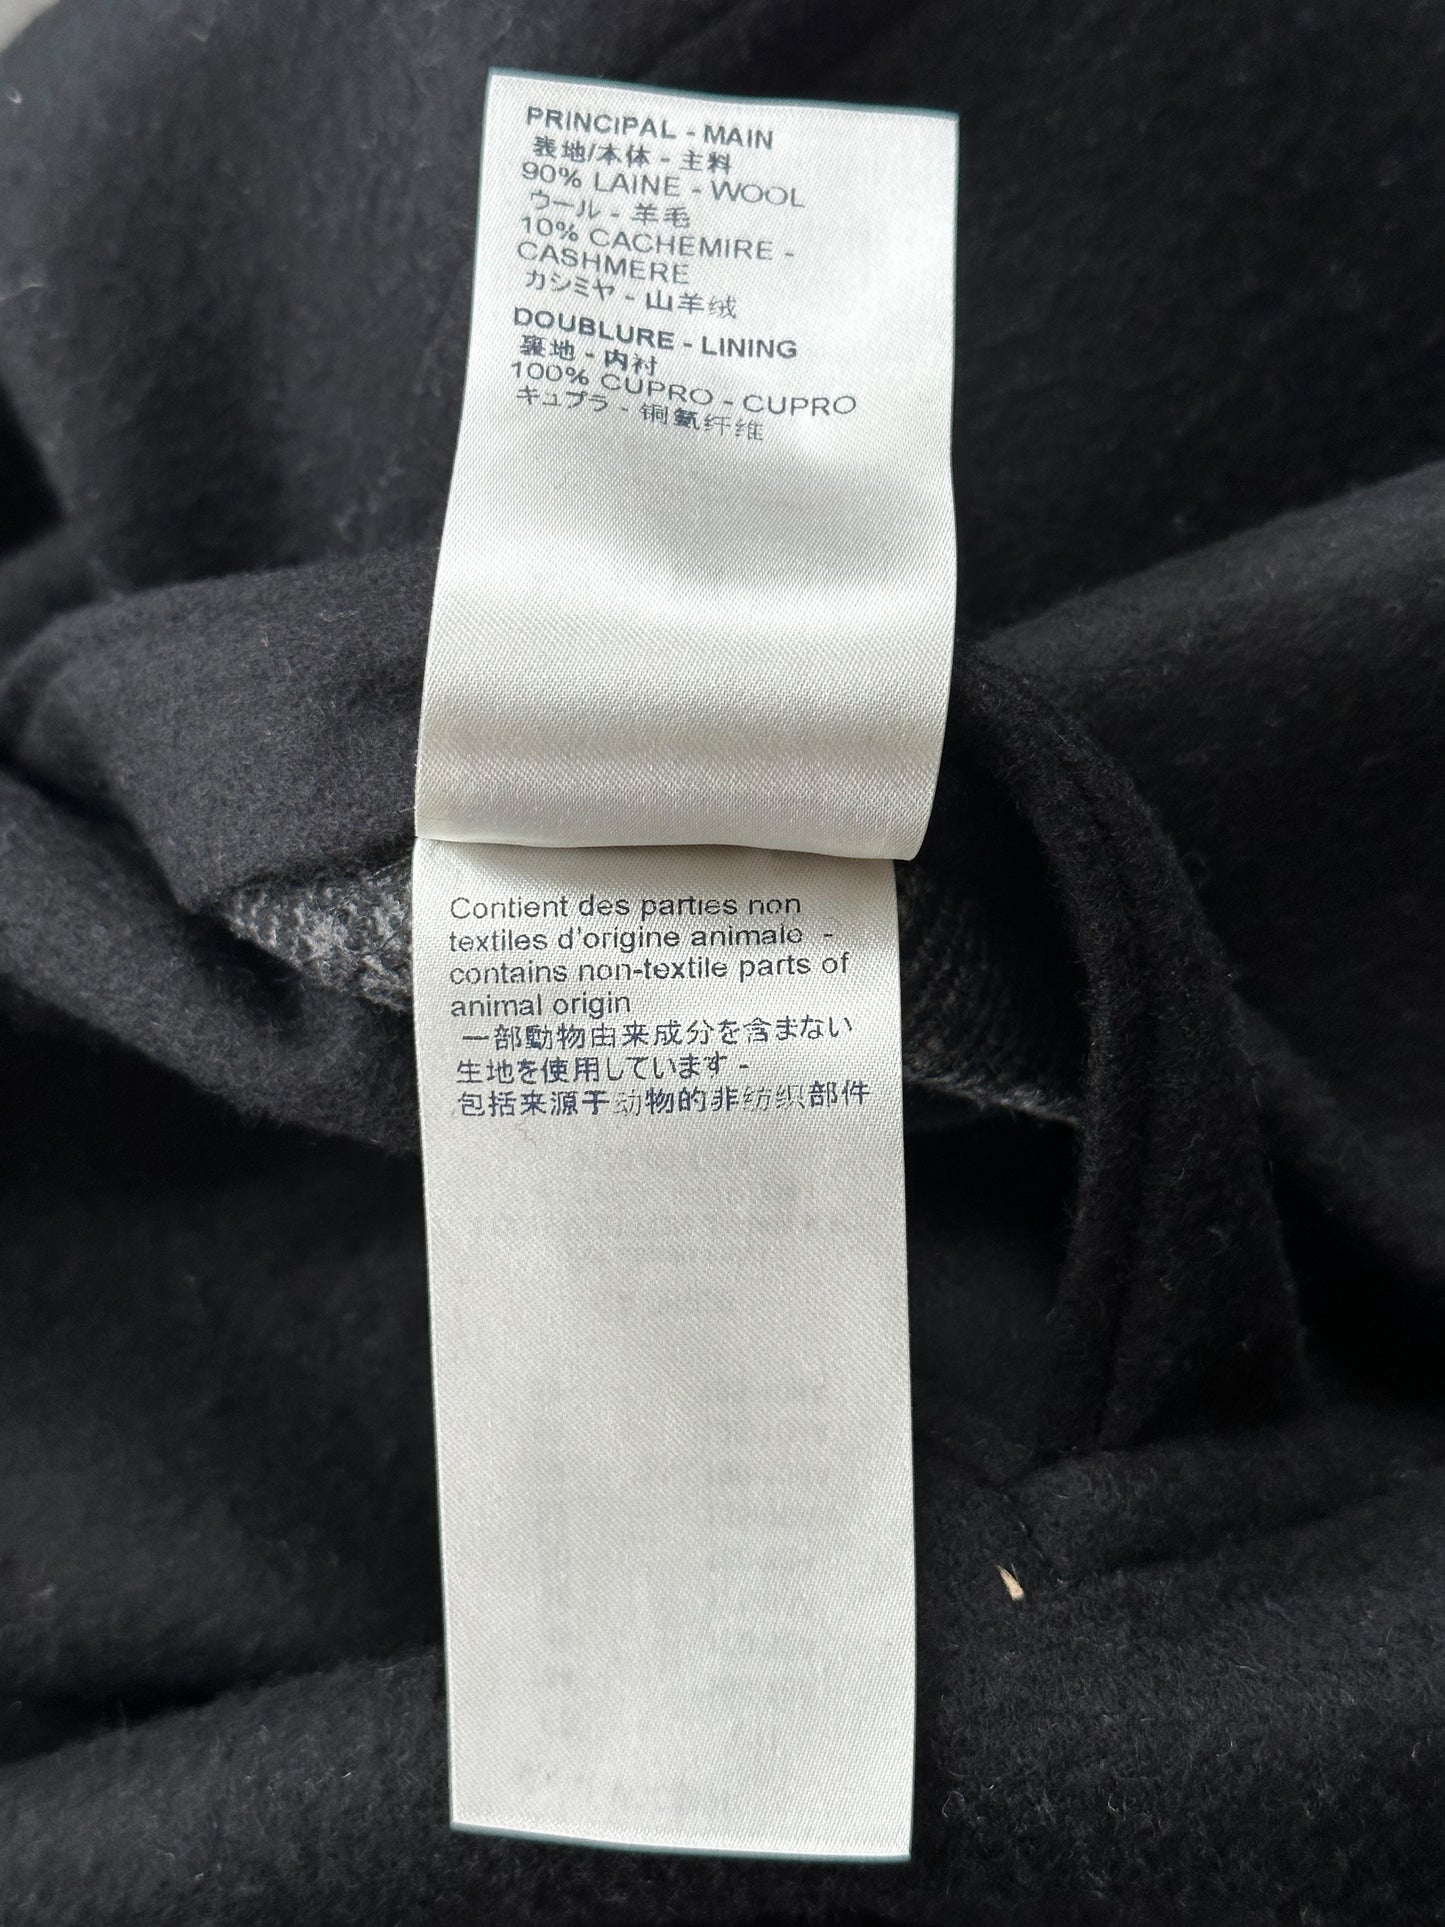 PRINCIPAL - MAIN
表地/本体 - 主料
90% LAINE - WOOL
ウール - 羊毛
10% CACHEMIRE -
CASHMERE
カシミヤ - 山羊绒
DOUBLURE - LINING
裏地 - 内衬
100% CUPRO - CUPRO
キュプラ - 铜氨纤维
Contient des parties non
textiles d'origine animale -
contains non-textile parts of
animal origin
一部動物由来成分を含まない
生地を使用しています -
包括来源于动物的非纺织部件